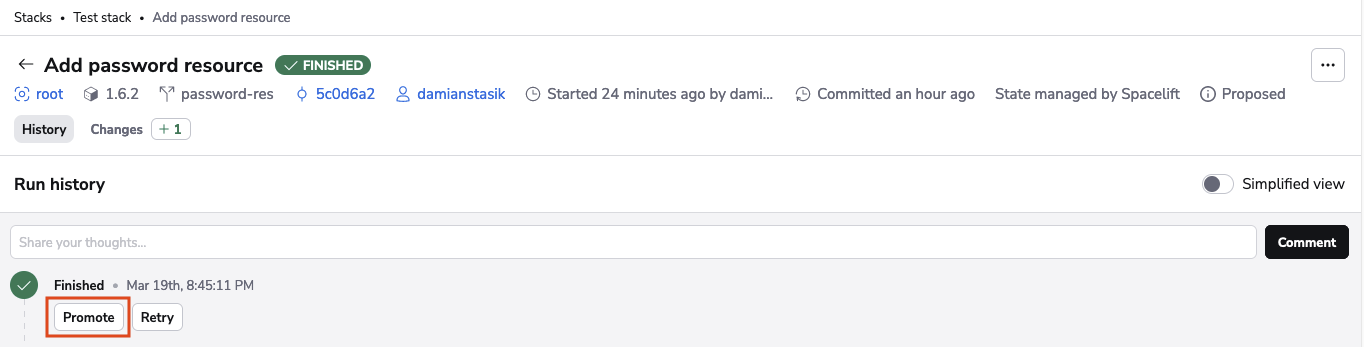 Stacks • Test stack • Add password resource
Add password resource FINISHED
root 1.6.2 password-res 5c0d6a2 damianstasik Started 24 minutes ago by dami... Committed an hour ago State managed by Spacelift Proposed
History Changes + 1
Run history Simplified view
Share your thoughts... Comment
Finished • Mar 19th, 8:45:11 PM
Promote Retry